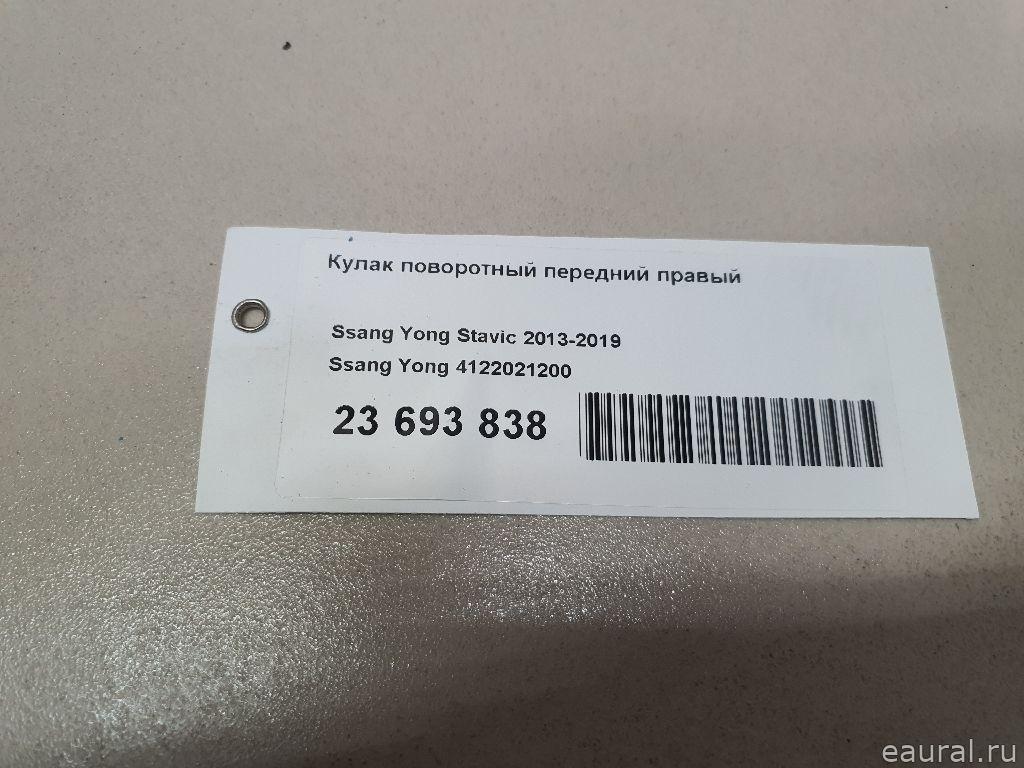 Кулак поворотный передний правый
Ssang Yong Stavic 2013-2019
Ssang Yong 4122021200
23 693 838
eaural.ru